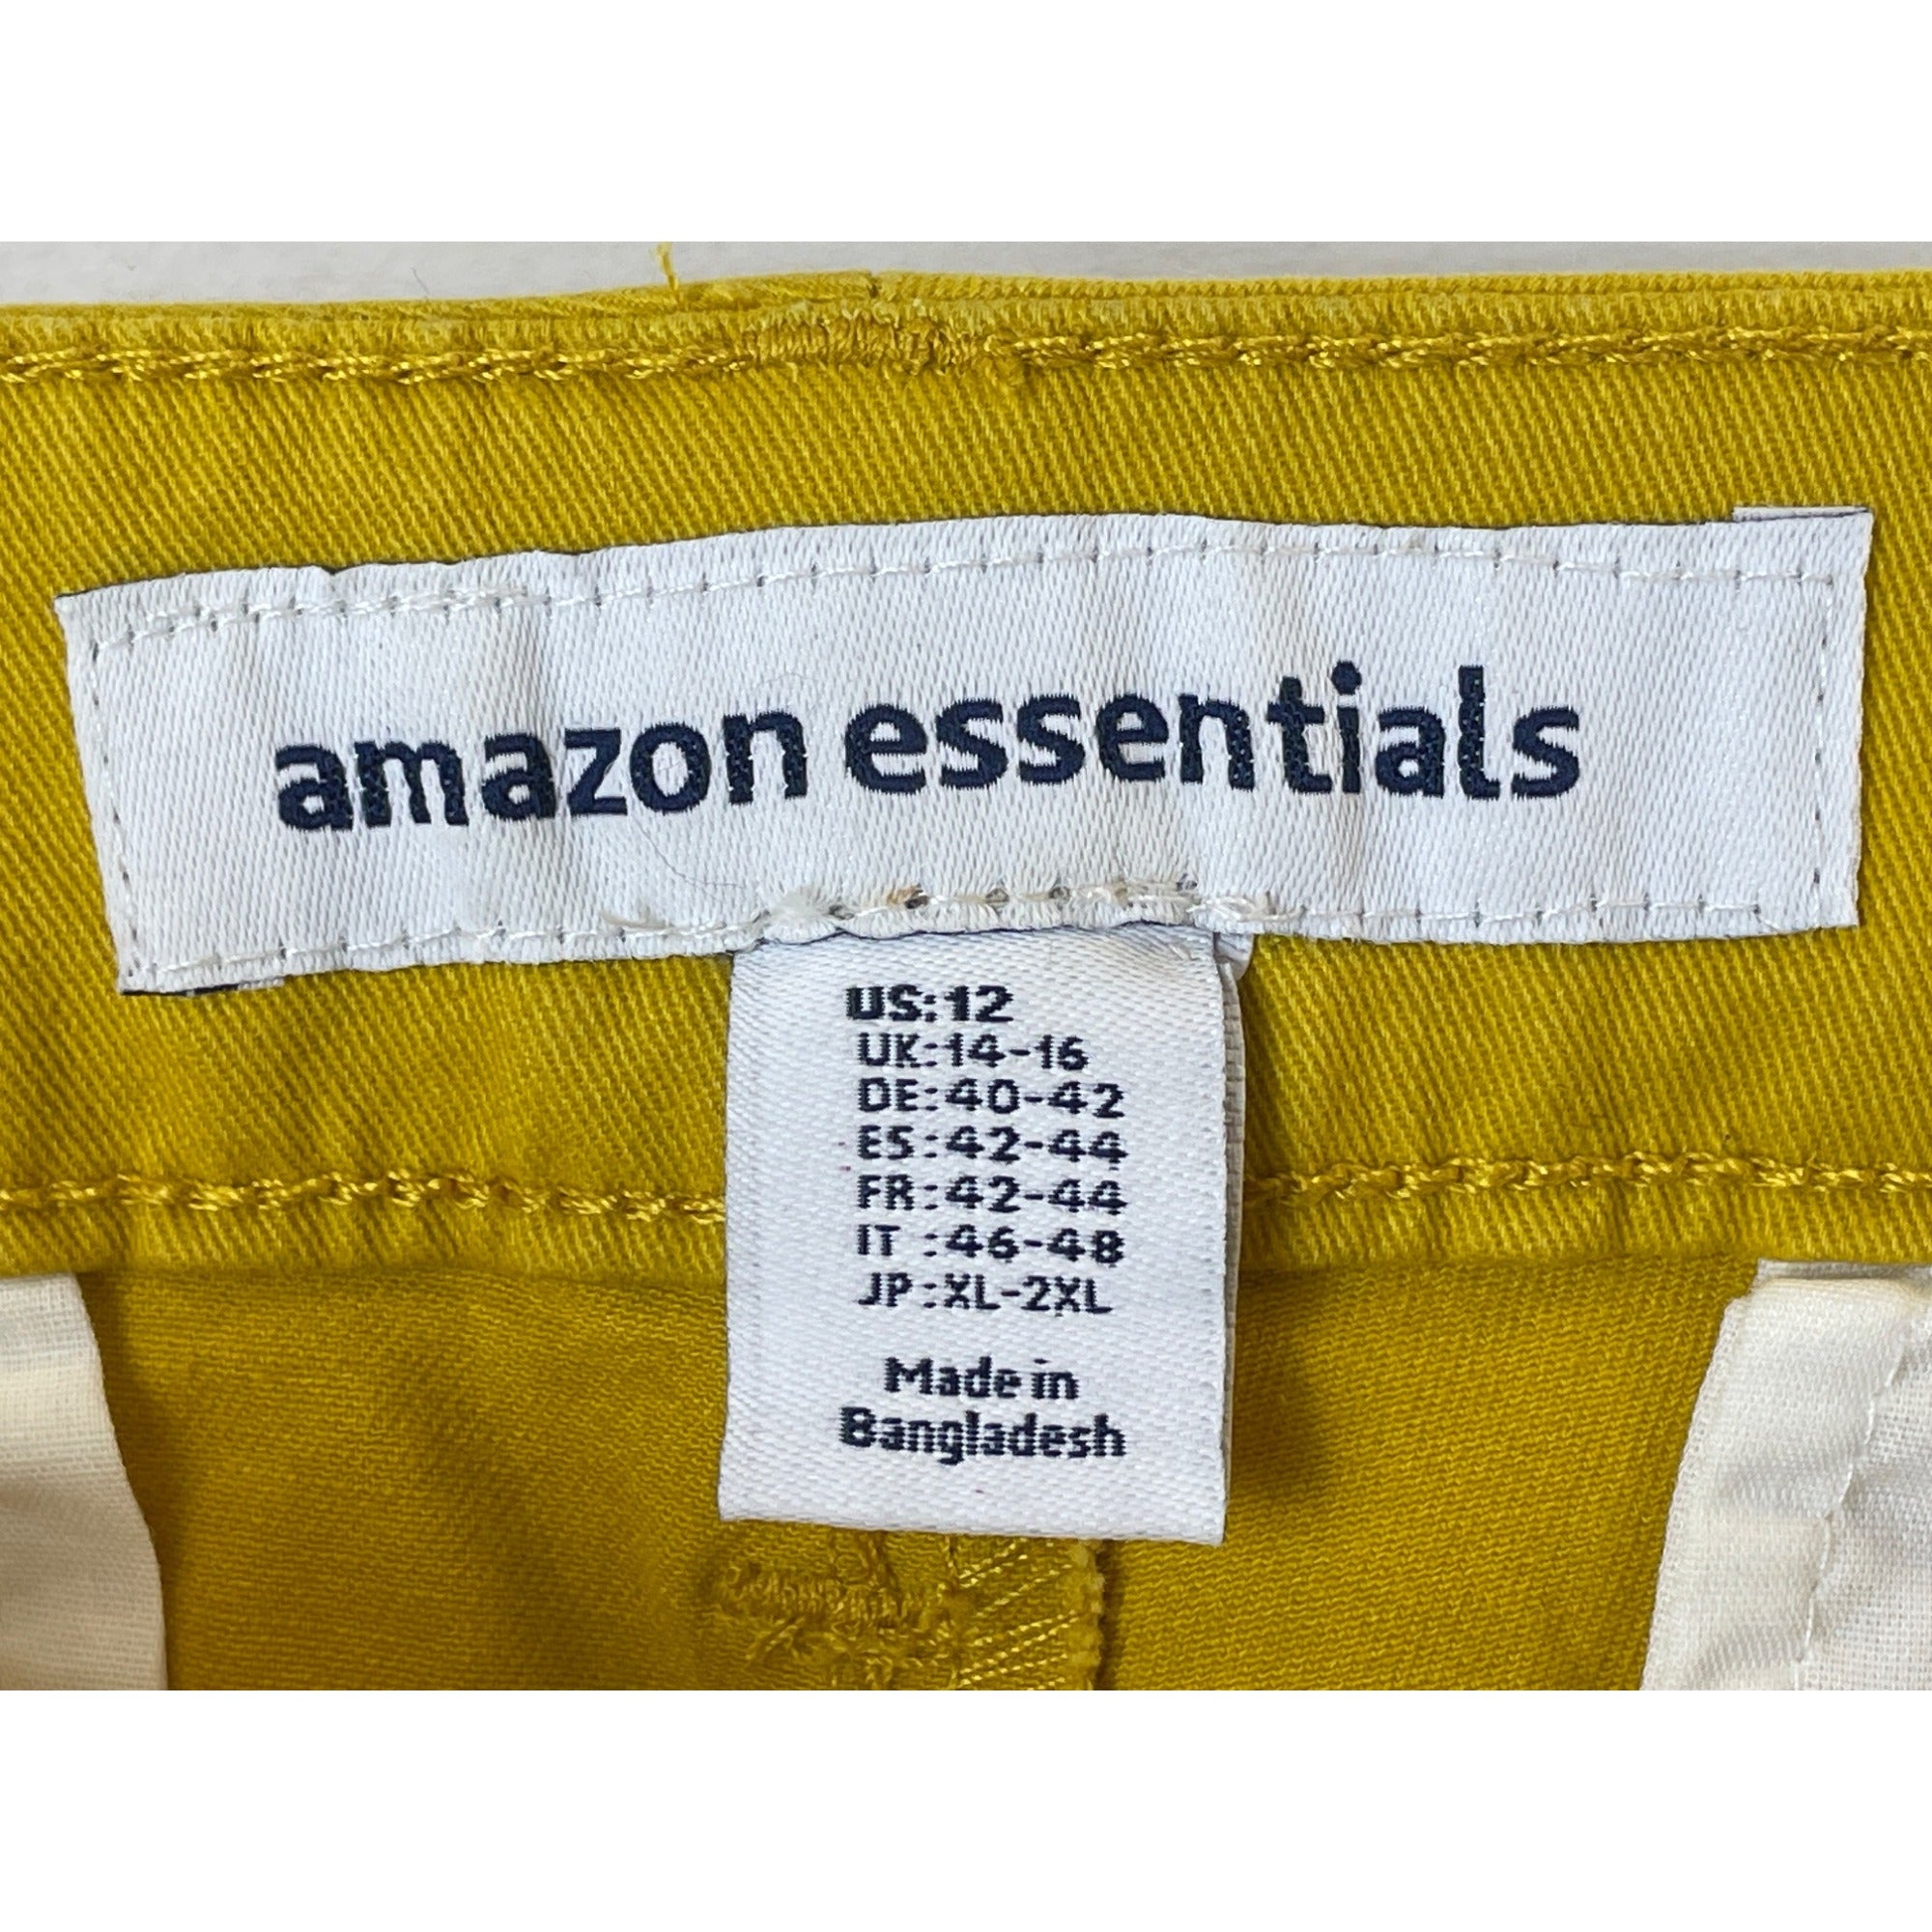 amazon essentials
US:12
UK:14-16
DE:40-42
ES:42-44
FR:42-44
IT :46-48
JP:XL-2XL
Made in
Bangladesh